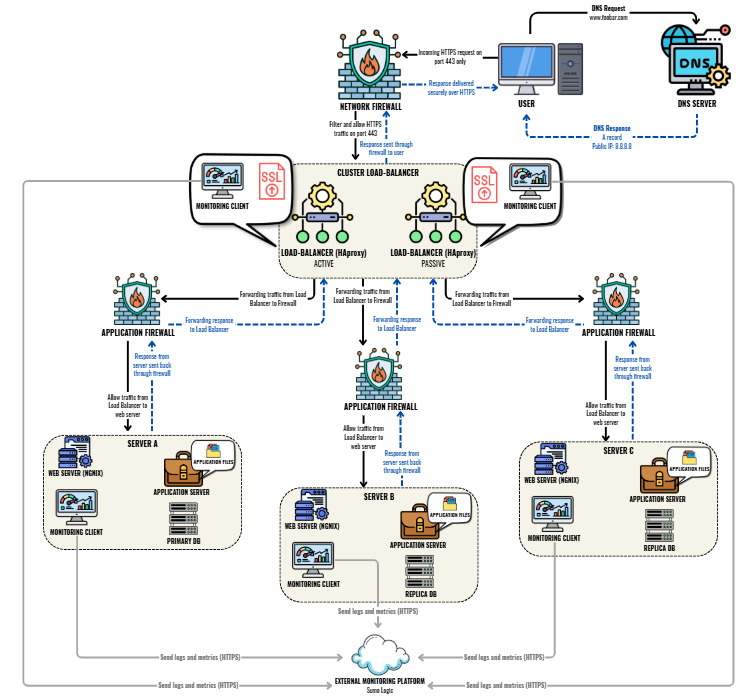 DNS Request
www.foobar.com
Incoming HTTPS request on
port 443 only
Response delivered
securely over HTTPS
DNS
NETWORK FIREWALL
USER
DNS SERVER
Filter and allow HTTPS
traffic on port 443
Response sent through
firewall to user
DNS Response
A record
Public IP: 8.8.8.8
CLUSTER LOAD-BALANCER
SSL
MONITORING CLIENT
SSL
MONITORING CLIENT
LOAD-BALANCER (HAproxy)
ACTIVE
LOAD-BALANCER (HAproxy)
PASSIVE
Forwarding traffic from Load
Balancer to Firewall
Forwarding traffic from
Load Balancer to Firewall
Forwarding traffic from
Load Balancer to Firewall
APPLICATION FIREWALL
Forwarding response
to Load Balancer
Forwarding response
to Load Balancer
Forwarding response
to Load Balancer
APPLICATION FIREWALL
Response from
server sent back
through firewall
Response from
server sent back
through firewall
APPLICATION FIREWALL
Allow traffic from
Load Balancer to
web server
Allow traffic from
Load Balancer to
web server
Response from
server sent back
through firewall
Allow traffic from
Load Balancer to
web server
SERVER A
WEB SERVER (NGNIX)
APPLICATION FILES
APPLICATION SERVER
MONITORING CLIENT
PRIMARY DB
SERVER B
WEB SERVER (NGNIX)
APPLICATION FILES
APPLICATION SERVER
MONITORING CLIENT
REPLICA DB
SERVER C
WEB SERVER (NGNIX)
APPLICATION FILES
APPLICATION SERVER
MONITORING CLIENT
REPLICA DB
Send logs and metrics (HTTPS)
Send logs and metrics (HTTPS)
Send logs and metrics (HTTPS)
EXTERNAL MONITORING PLATFORM
Sumo Logic
Send logs and metrics (HTTPS)
Send logs and metrics (HTTPS)